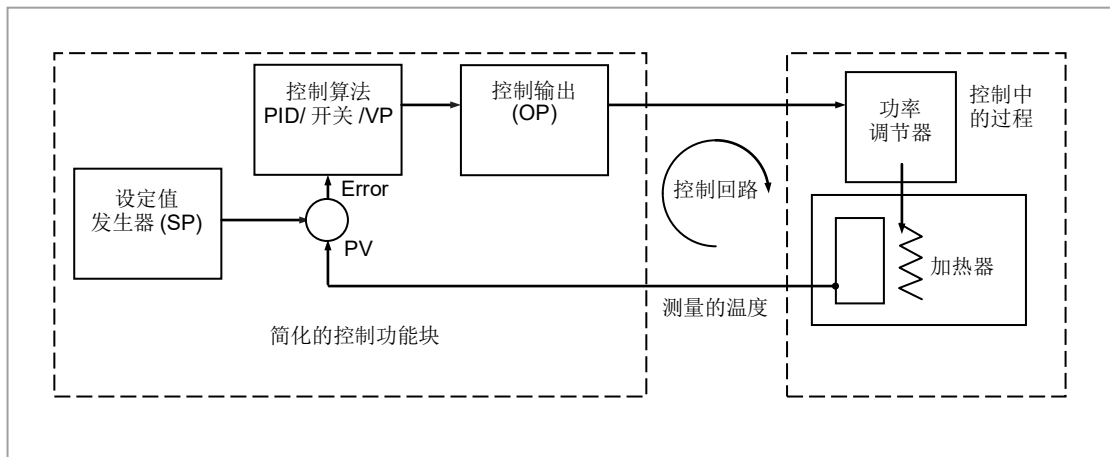 控制算法
PID/ 开关 /VP
控制输出
(OP)
功率
调节器
控制中
的过程
设定值
发生器 (SP)
Error
PV
控制回路
加热器
测量的温度
简化的控制功能块